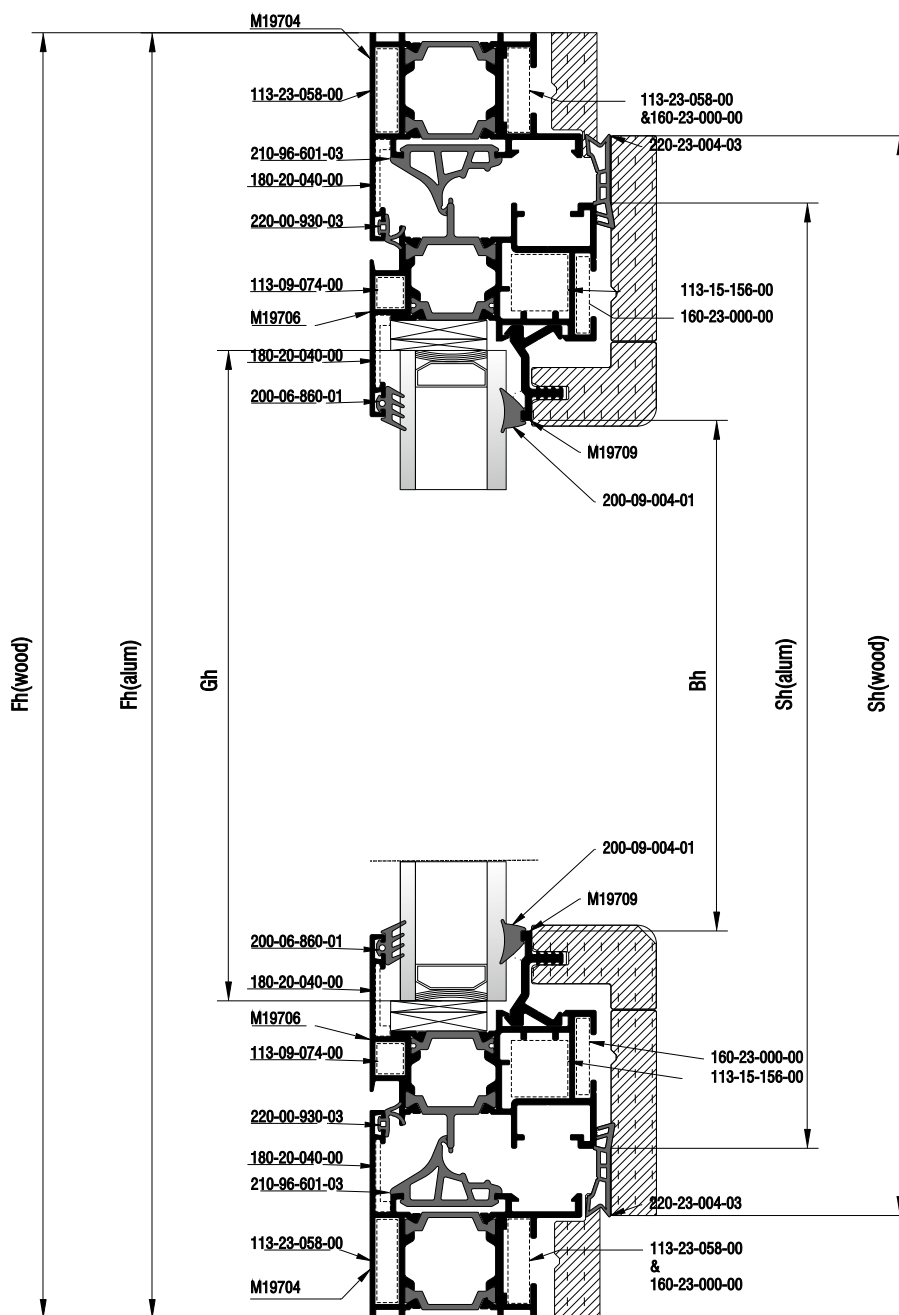 M19704
113-23-058-00
113-23-058-00
&160-23-000-00
210-96-601-03
220-23-004-03
180-20-040-00
220-00-930-03
113-09-074-00
113-15-156-00
M19706
160-23-000-00
180-20-040-00
200-06-860-01
M19709
200-09-004-01
Fh(wood)
Fh(alum)
Gh
Bh
Sh(alum)
Sh(wood)
200-09-004-01
M19709
200-06-860-01
180-20-040-00
M19706
113-09-074-00
160-23-000-00
113-15-156-00
220-00-930-03
180-20-040-00
210-96-601-03
220-23-004-03
113-23-058-00
113-23-058-00
&
M19704
160-23-000-00